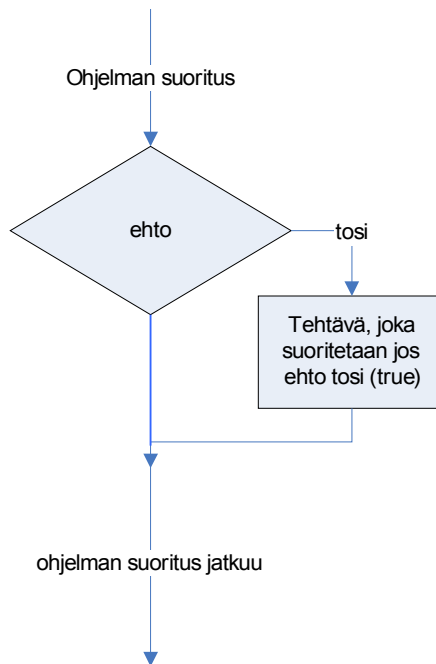 Ohjelman suoritus
ehto
tosi
Tehtävä, joka
suoritetaan jos
ehto tosi (true)
ohjelman suoritus jatkuu